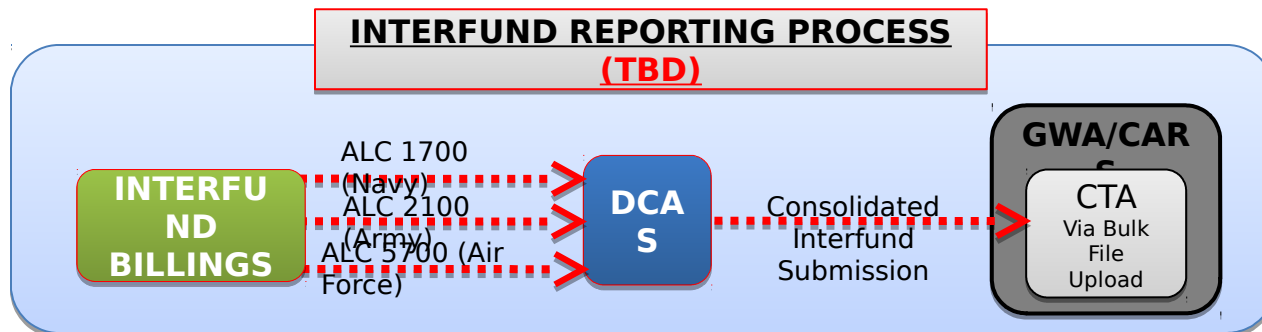 INTERFUND REPORTING PROCESS
(TBD)
GWA/CAR
S
ALC 1700
(Navy)
ALC 2100
(Army)
ALC 5700 (Air
Force)
INTERFU
ND
BILLINGS
DCA
S
Consolidated
Interfund
Submission
CTA
Via Bulk
File
Upload